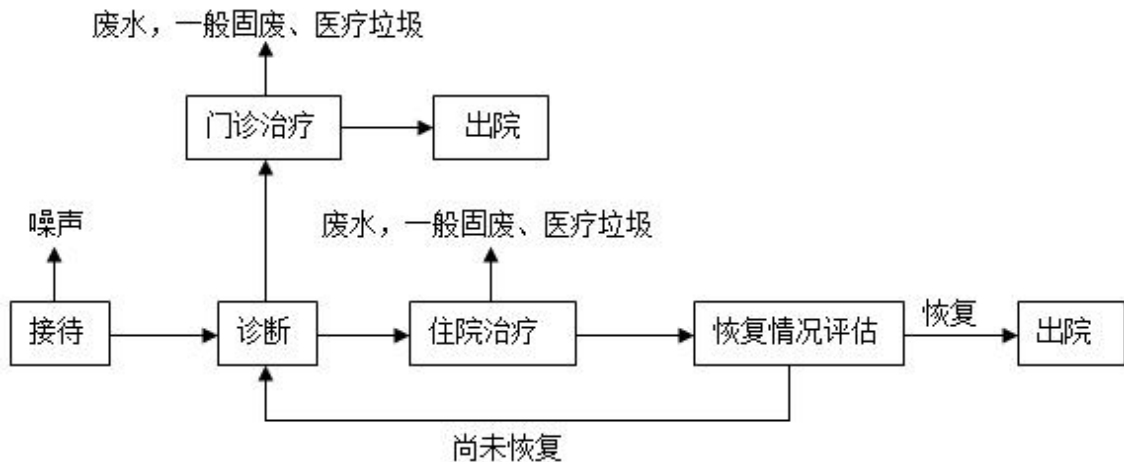 废水，一般固废、医疗垃圾
门诊治疗
出院
噪声
废水，一般固废、医疗垃圾
接待
诊断
住院治疗
恢复情况评估
恢复
出院
尚未恢复